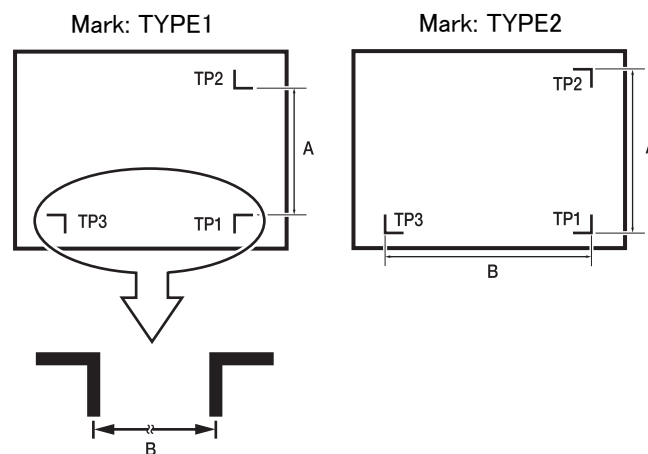 Mark: TYPE1
TP2
A
TP3
TP1
B
Mark: TYPE2
TP2
A
TP3
TP1
B